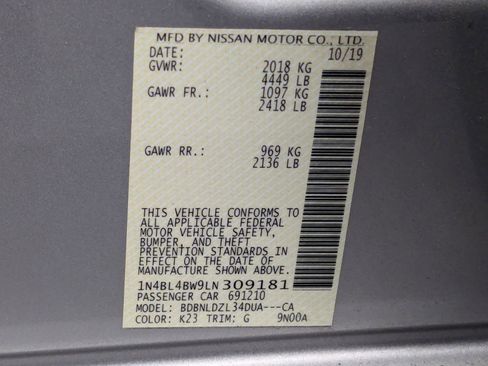 MFD BY NISSAN MOTOR CO., LTD.
DATE: 10/19
GVWR: 2018 KG
4449 LB
GAWR FR.: 1097 KG
2418 LB
GAWR RR.: 969 KG
2136 LB
THIS VEHICLE CONFORMS TO
ALL APPLICABLE FEDERAL
MOTOR VEHICLE SAFETY,
BUMPER, AND THEFT
PREVENTION STANDARDS IN
EFFECT ON THE DATE OF
MANUFACTURE SHOWN ABOVE.
1N4BL4BW9LN309181
PASSENGER CAR 691210
MODEL: BDBNLDZL34DUA---CA
COLOR: K23 TRIM: G 9N00A